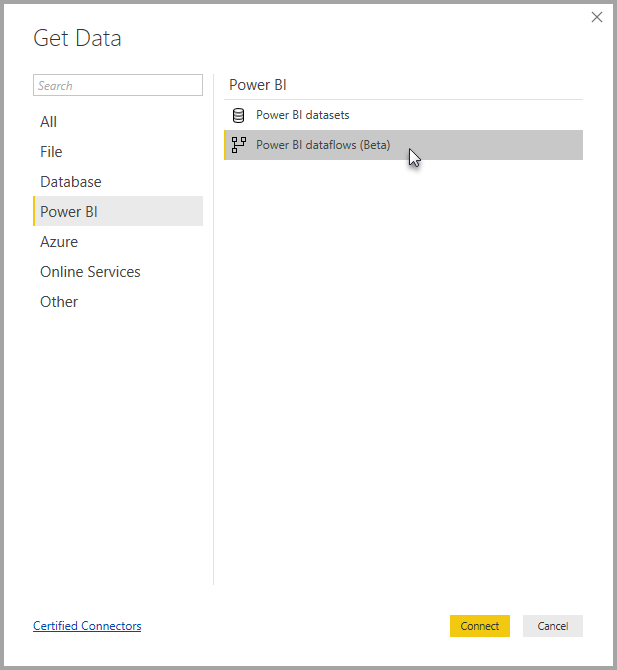 Get Data
Search
All
File
Database
Power BI
Azure
Online Services
Other
Power BI
Power BI datasets
Power BI dataflows (Beta)
Certified Connectors
Connect
Cancel